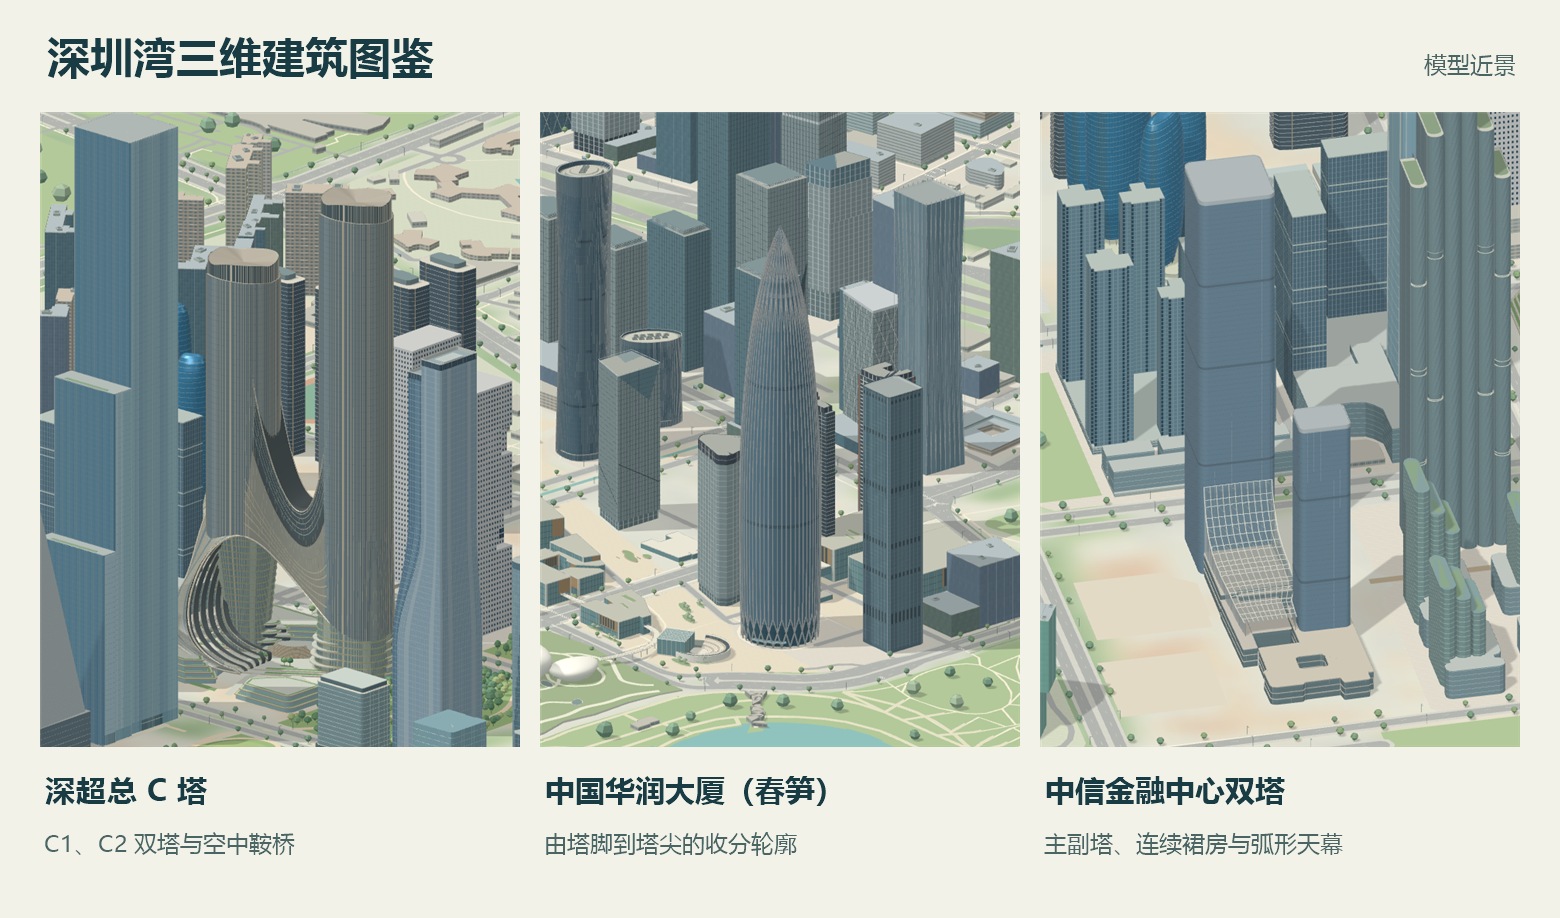 深圳湾三维建筑图鉴
模型近景
深超总 C 塔
C1、C2 双塔与空中鞍桥
中国华润大厦（春笋）
由塔脚到塔尖的收分轮廓
中信金融中心双塔
主副塔、连续裙房与弧形天幕